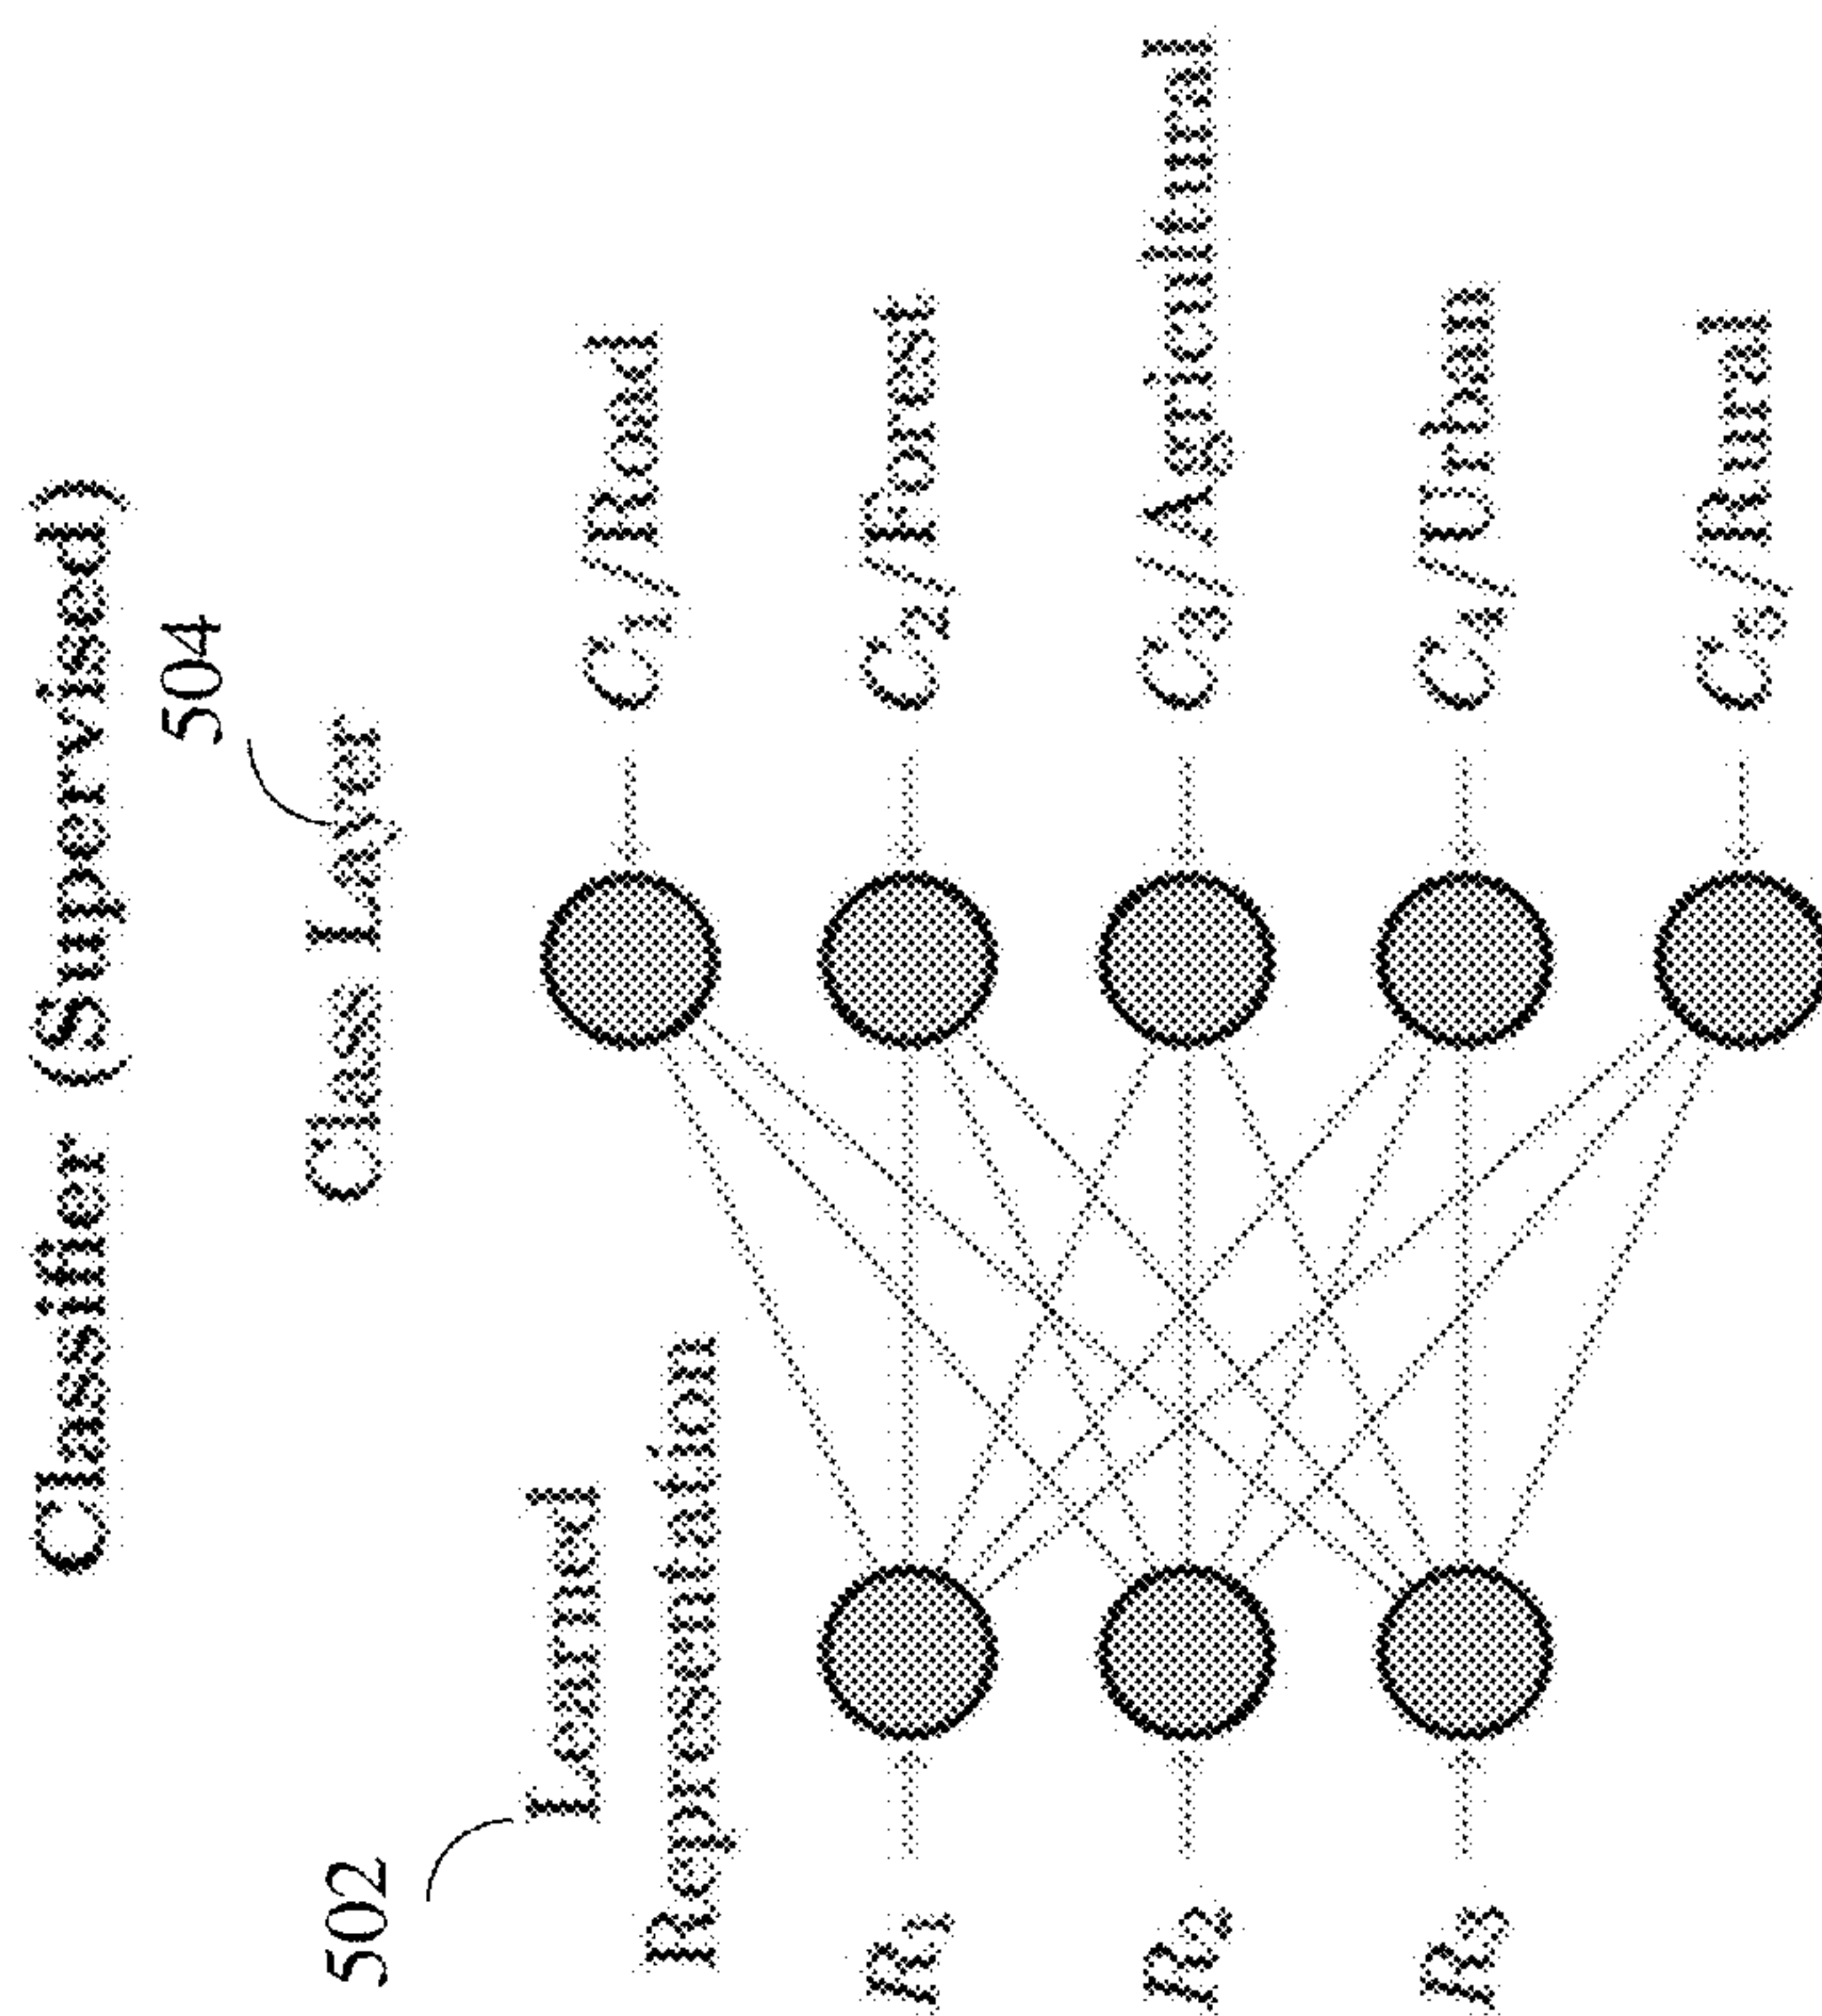 Classifier (Supervised)
504
Class Layer
502
Learned
Representation
C₁/Road
C₂/Forest
C₃/Agricultural
C₄/Urban
C₅/Rural
R₁
R₂
R₃